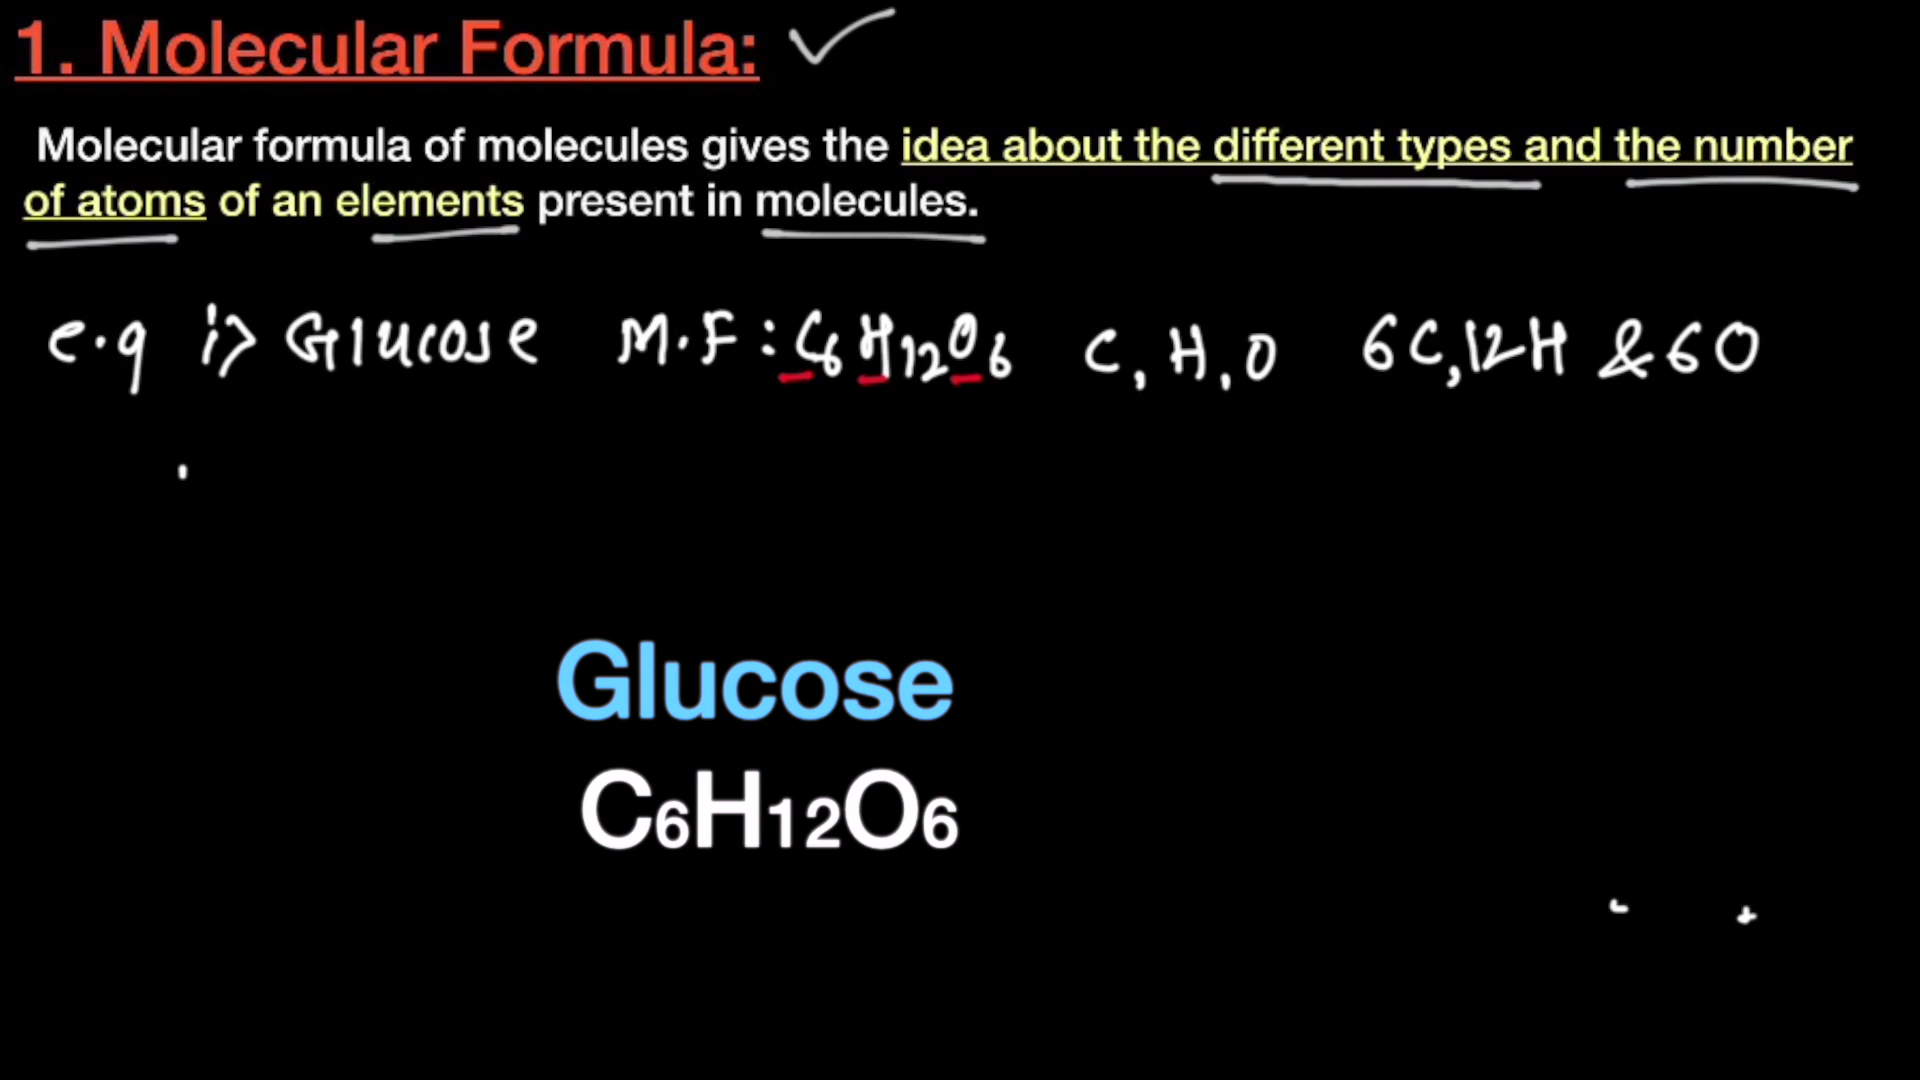 1. Molecular Formula:
Molecular formula of molecules gives the idea about the different types and the number
of atoms of an elements present in molecules.
e.g i> Glucose M.F : C6H12O6 C, H, O 6C, 12H & 6O
Glucose
C6H12O6